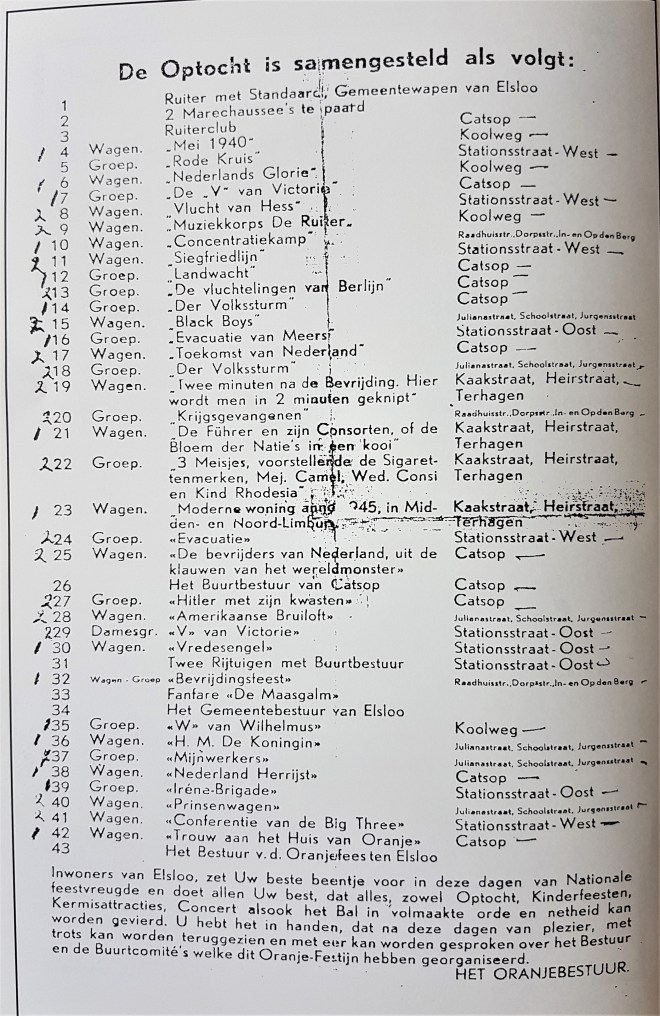 De Optocht is samengesteld als volgt:
1 Ruiter met Standaard, Gemeentewapen van Elsloo
2 2 Marechaussee's te paard
3 Ruiterclub Catsop
4 Wagen. „Mei 1940" Koolweg
5 Groep. „Rode Kruis" Stationsstraat-West
6 Wagen. „Nederlands Glorie" Koolweg
7 Groep. „De „V" van Victorie" Catsop
8 Wagen. „Vlucht van Hess" Stationsstraat-West
9 Wagen. „Muziekkorps De Ruiter„ Koolweg
10 Wagen. „Concentratiekamp" Raadhuisstr., Dorpsstr., In- en Op den Berg
11 Wagen. „Siegfriedlijn" Stationsstraat-West
12 Groep. „Landwacht" Catsop
13 Groep. „De vluchtelingen van Berlijn" Catsop
14 Groep. „Der Volkssturm" Catsop
15 Wagen. „Black Boys" Julianastraat, Schoolstraat, Jurgensstraat
16 Groep. „Evacuatie van Meers" Stationsstraat-Oost
17 Wagen. „Toekomst van Nederland" Catsop
18 Groep. „Der Volkssturm" Julianastraat, Schoolstraat, Jurgensstraat
19 Wagen. „Twee minuten na de Bevrijding. Hier Kaakstraat, Heirstraat,
wordt men in 2 minuten geknipt" Terhagen
20 Groep. „Krijgsgevangenen" Raadhuisstr., Dorpsstr., In- en Op den Berg
21 Wagen. „De Führer en zijn Consorten, of de Kaakstraat, Heirstraat,
Bloem der Natie's in een kooi" Terhagen
22 Groep. „3 Meisjes, voorstellende de Sigaret- Kaakstraat, Heirstraat,
tenmerken, Mej. Camel, Wed. Consi Terhagen
en Kind Rhodesia"
23 Wagen. „Moderne woning anno 1945, in Mid- Kaakstraat, Heirstraat,
den- en Noord-Limburg Terhagen
24 Groep. «Evacuatie» Stationsstraat-West
25 Wagen. «De bevrijders van Nederland, uit de Catsop
klauwen van het wereldmonster»
26 Het Buurtbestuur van Catsop Catsop
27 Groep. «Hitler met zijn kwasten» Catsop
28 Wagen. «Amerikaanse Bruiloft» Julianastraat, Schoolstraat, Jurgensstraat
29 Damesgr. «V» van Victorie» Stationsstraat-Oost
30 Wagen. «Vredesengel» Stationsstraat-Oost
31 Twee Rijtuigen met Buurtbestuur Stationsstraat-Oost
32 Wagen - Groep «Bevrijdingsfeest» Raadhuisstr., Dorpsstr., In- en Op den Berg
33 Fanfare «De Maasgalm»
34 Het Gemeentebestuur van Elsloo
35 Groep. «W» van Wilhelmus» Koolweg
36 Wagen. «H. M. De Koningin» Julianastraat, Schoolstraat, Jurgensstraat
37 Groep. «Mijnwerkers» Julianastraat, Schoolstraat, Jurgensstraat
38 Wagen. «Nederland Herrijst» Catsop
39 Groep. «Iréne-Brigade» Stationsstraat-Oost
40 Wagen. «Prinsenwagen» Julianastraat, Schoolstraat, Jurgensstraat
41 Wagen. «Conferentie van de Big Three» Stationsstraat-West
42 Wagen. «Trouw aan het Huis van Oranje» Catsop
43 Het Bestuur v. d. Oranjefeesten Elsloo
Inwoners van Elsloo, zet Uw beste beentje voor in deze dagen van Nationale
feestvreugde en doet allen Uw best, dat alles, zowel Optocht, Kinderfeesten,
Kermisattracties, Concert alsook het Bal in volmaakte orde en netheid kan
worden gevierd. U hebt het in handen, dat na deze dagen van plezier, met
trots kan worden teruggezien en met eer kan worden gesproken over het Bestuur
en de Buurtcomité's welke dit Oranje-Festijn hebben georganiseerd.
HET ORANJEBESTUUR.